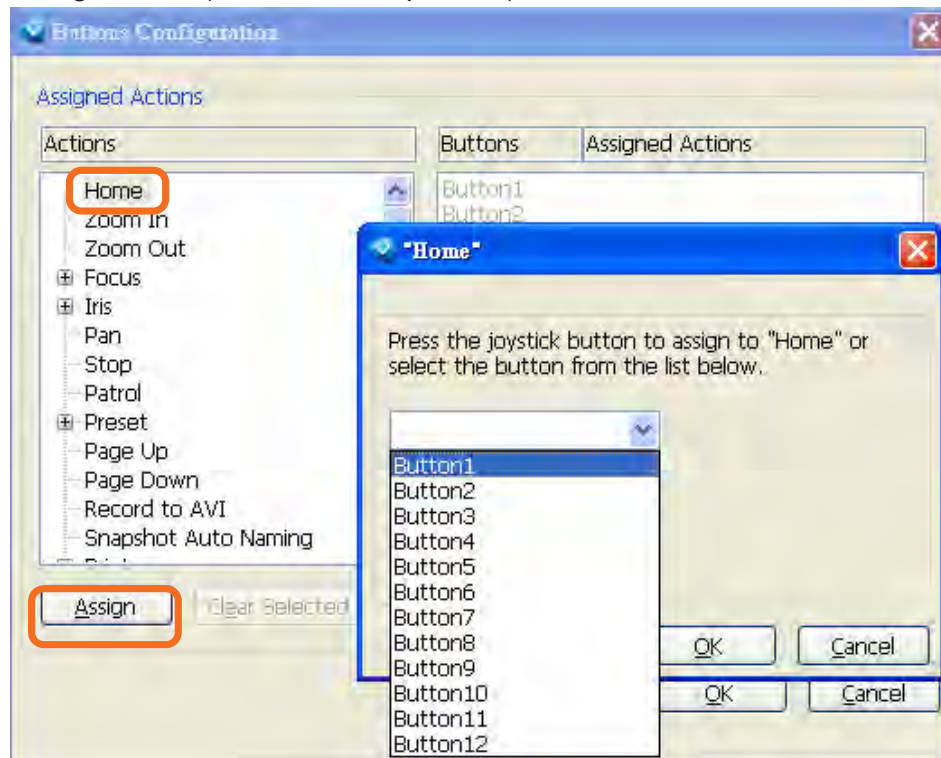 Buttons Configuration
Assigned Actions
Actions
Buttons
Assigned Actions
Home
Zoom In
Zoom Out
Focus
Iris
Pan
Stop
Patrol
Preset
Page Up
Page Down
Record to AVI
Snapshot Auto Naming
Button1
Button2
"Home"
Press the joystick button to assign to "Home" or
select the button from the list below.
Button1
Button2
Button3
Button4
Button5
Button6
Button7
Button8
Button9
Button10
Button11
Button12
OK
Cancel
Assign
Clear Selected
OK
Cancel